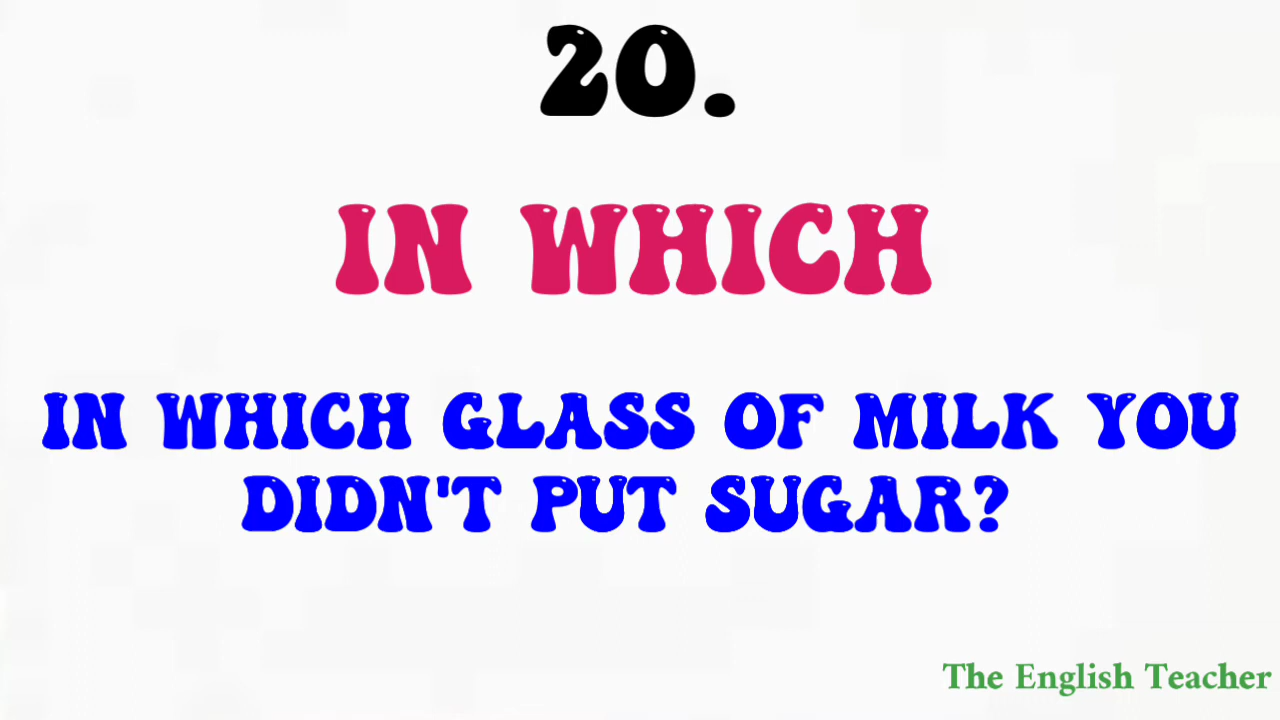 20.
IN WHICH
IN WHICH GLASS OF MILK YOU
DIDN'T PUT SUGAR?
The English Teacher